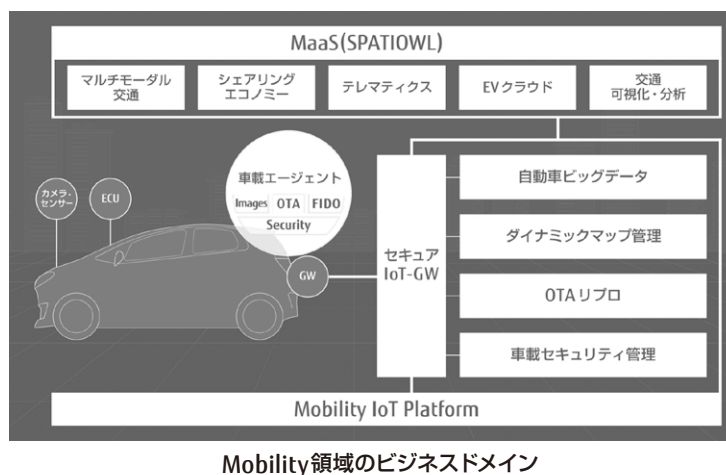 MaaS(SPATIOWL)
マルチモーダル
交通
シェアリング
エコノミー
テレマティクス
EVクラウド
交通
可視化・分析
カメラ・
センサー
ECU
車載エージェント
Images OTA FIDO
Security
GW
セキュア
IoT-GW
自動車ビッグデータ
ダイナミックマップ管理
OTAリプロ
車載セキュリティ管理
Mobility IoT Platform
Mobility領域のビジネスドメイン